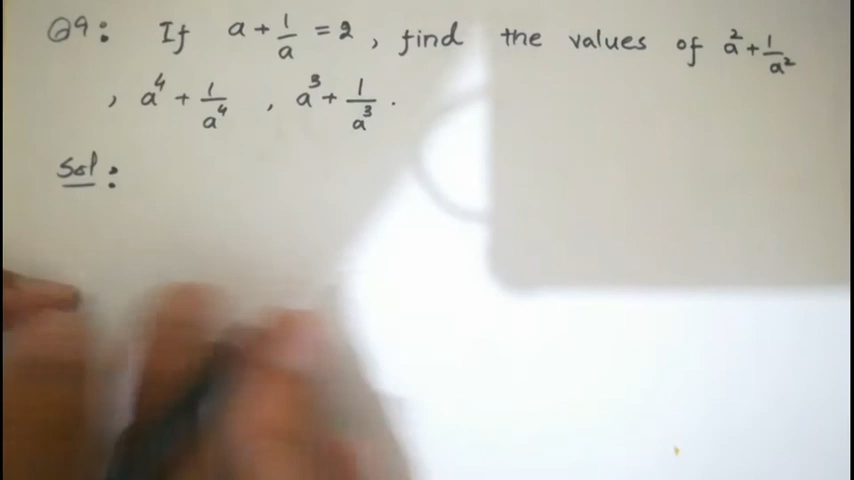 Q9: If a + 1/a = 2, find the values of a² + 1/a²
, a⁴ + 1/a⁴ , a³ + 1/a³.
Sol: